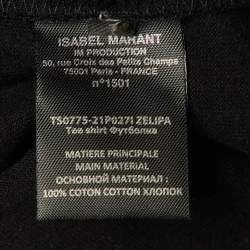 ISABEL MARANT
IM PRODUCTION
50, rue Croix des Petits Champs
75001 Paris - FRANCE
n°1501
TS0775-21P027I ZELIPA
Tee shirt Футболка
MATIERE PRINCIPALE
MAIN MATERIAL
ОСНОВНОЙ МАТЕРИАЛ:
100% COTON COTTON ХЛОПОК